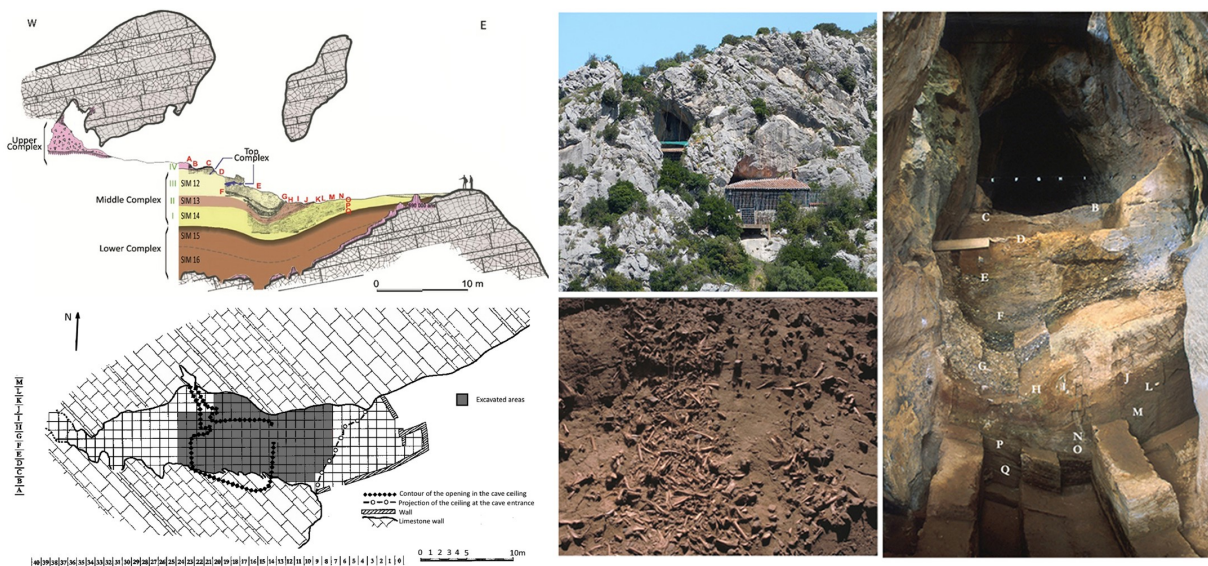 W
E
Upper
Complex
A
B
C
Top
Complex
IV
D
III
SIM 12
E
F
Middle Complex
II
SIM 13
G
H
I
J
K
L
M
N
O
P
Q
I
SIM 14
SIM 15
Lower Complex
SIM 16
0
10 m
N
M
L
K
J
I
H
G
F
E
D
C
B
A
Excavated areas
Contour of the opening in the cave ceiling
Projection of the ceiling at the cave entrance
Wall
Limestone wall
0 1 2 3 4 5 10m
40 39 38 37 36 35 34 33 32 31 30 29 28 27 26 25 24 23 22 21 20 19 18 17 16 15 14 13 12 11 10 9 8 7 6 5 4 3 2 1 0
C
B
D
E
F
G
H
I
J
L
M
N
O
P
Q